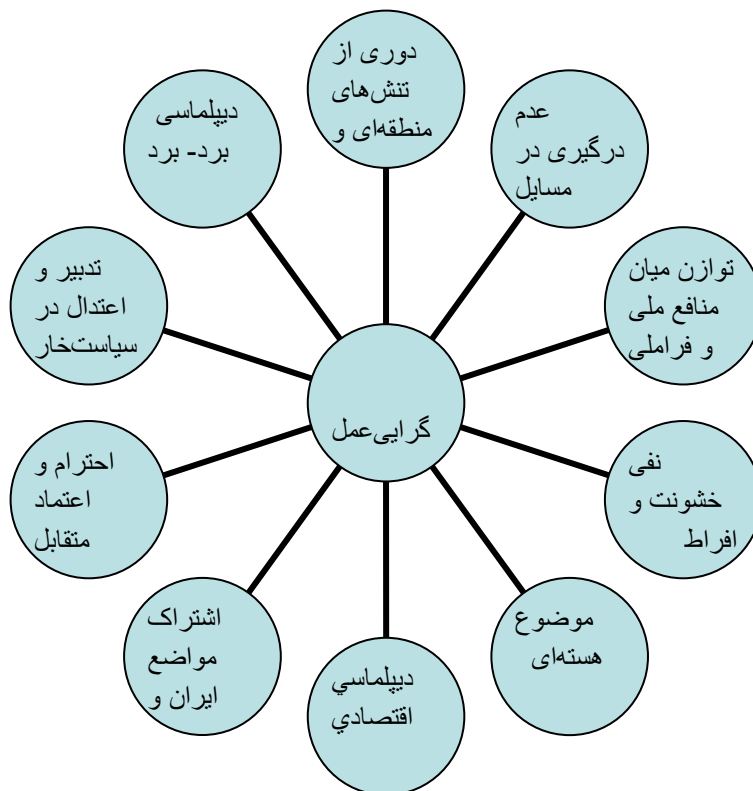 دوری از
تنش‌های
منطقه‌ای و
عدم
درگیری در
مسایل
توازن میان
منافع ملی
و فراملی
نفی
خشونت و
افراط
موضوع
هسته‌ای
ديپلماسي
اقتصادي
اشتراک
مواضع
ایران و
احترام و
اعتماد
متقابل
تدبیر و
اعتدال در
سیاست‌خار
دیپلماسی
برد- برد
گرایی‌عمل